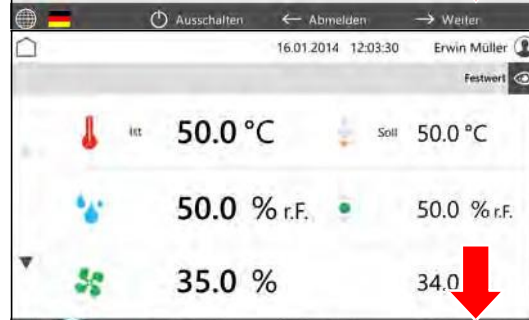 Ausschalten ← Abmelden → Weiter
16.01.2014 12:03:30 Erwin Müller
Festwert
Ist 50.0 °C Soll 50.0 °C
50.0 % r.F. 50.0 % r.F.
35.0 % 34.0